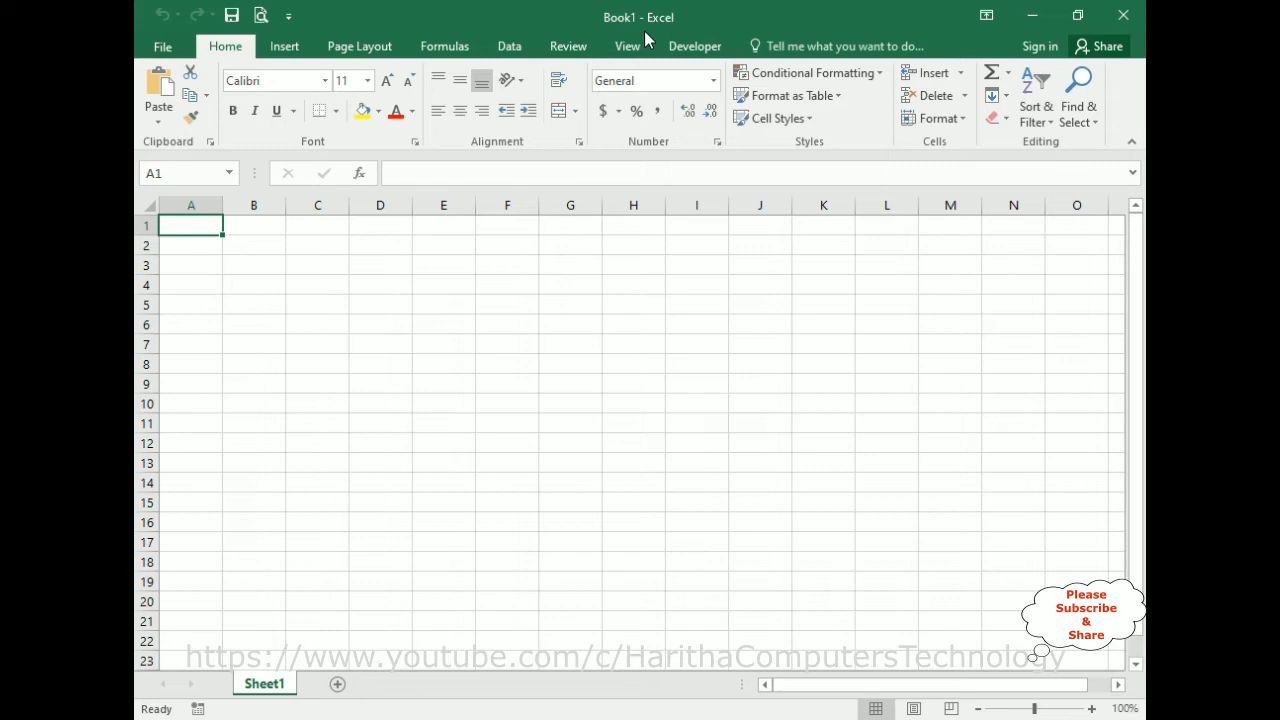 Book1 - Excel
File Home Insert Page Layout Formulas Data Review View Developer Tell me what you want to do... Sign in Share
Paste
Clipboard
Calibri 11
B I U A
Font
Alignment
General
$ % ,
Number
Conditional Formatting
Format as Table
Cell Styles
Styles
Insert
Delete
Format
Cells
Sort & Filter
Find & Select
Editing
A1 fx
A B C D E F G H I J K L M N O
1
2
3
4
5
6
7
8
9
10
11
12
13
14
15
16
17
18
19
20
21
22
23
Please
Subscribe
&
Share
https://www.youtube.com/c/HarithaComputersTechnology
Sheet1
Ready 100%